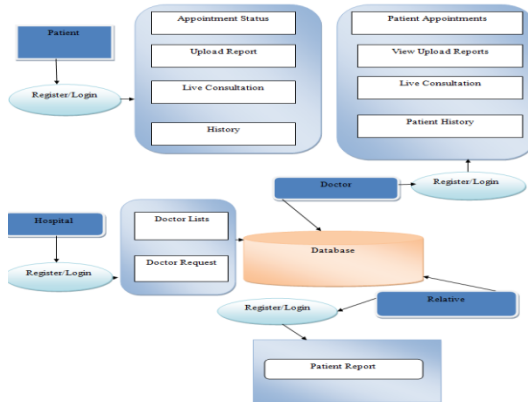 Patient
Register/Login
Appointment Status
Upload Report
Live Consultation
History
Patient Appointments
View Upload Reports
Live Consultation
Patient History
Doctor
Register/Login
Hospital
Register/Login
Doctor Lists
Doctor Request
Database
Relative
Register/Login
Patient Report